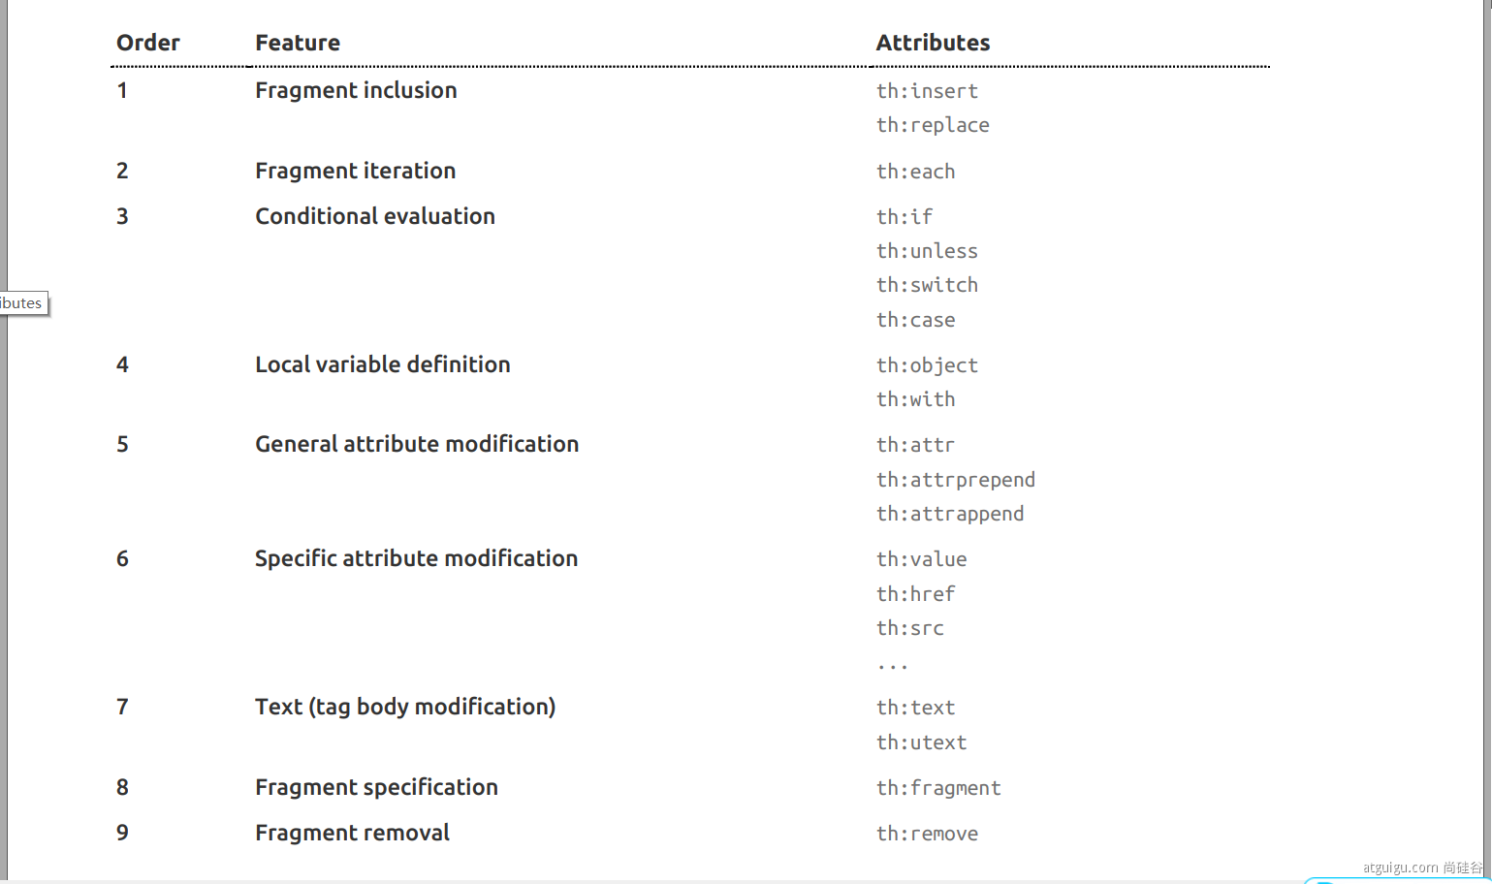 Order Feature Attributes
1 Fragment inclusion th:insert
th:replace
2 Fragment iteration th:each
3 Conditional evaluation th:if
th:unless
th:switch
ibutes
th:case
4 Local variable definition th:object
th:with
5 General attribute modification th:attr
th:attrprepend
th:attrappend
6 Specific attribute modification th:value
th:href
th:src
...
7 Text (tag body modification) th:text
th:utext
8 Fragment specification th:fragment
9 Fragment removal th:remove
atguigu.com 尚硅谷